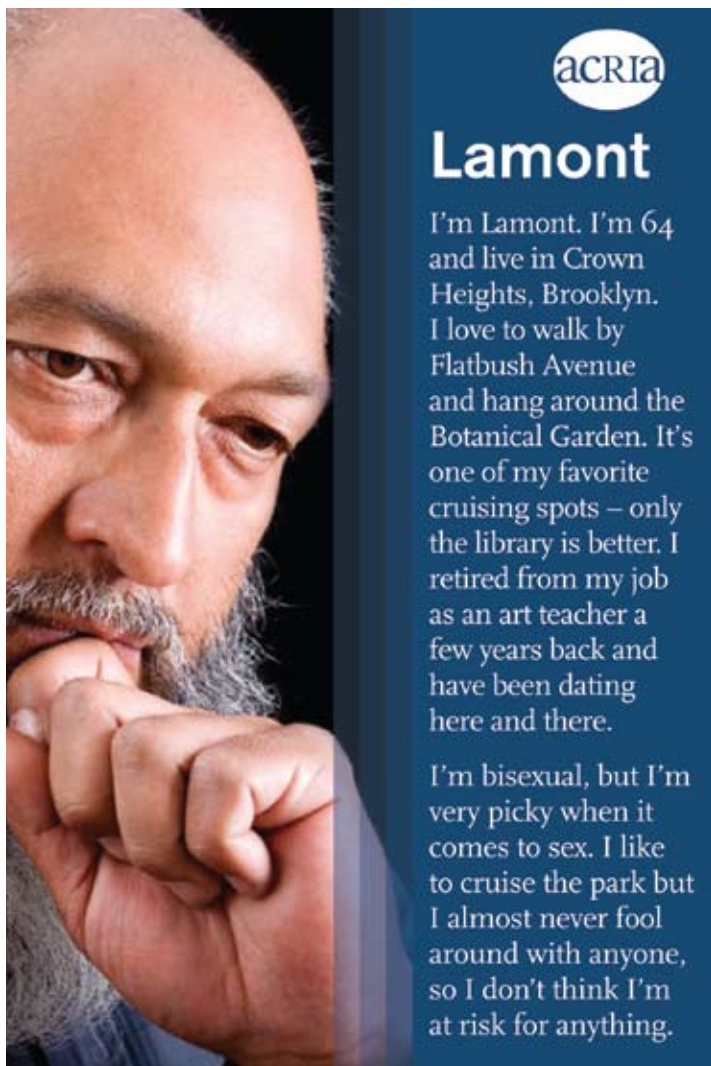 acria
Lamont
I'm Lamont. I'm 64
and live in Crown
Heights, Brooklyn.
I love to walk by
Flatbush Avenue
and hang around the
Botanical Garden. It's
one of my favorite
cruising spots – only
the library is better. I
retired from my job
as an art teacher a
few years back and
have been dating
here and there.
I'm bisexual, but I'm
very picky when it
comes to sex. I like
to cruise the park but
I almost never fool
around with anyone,
so I don't think I'm
at risk for anything.